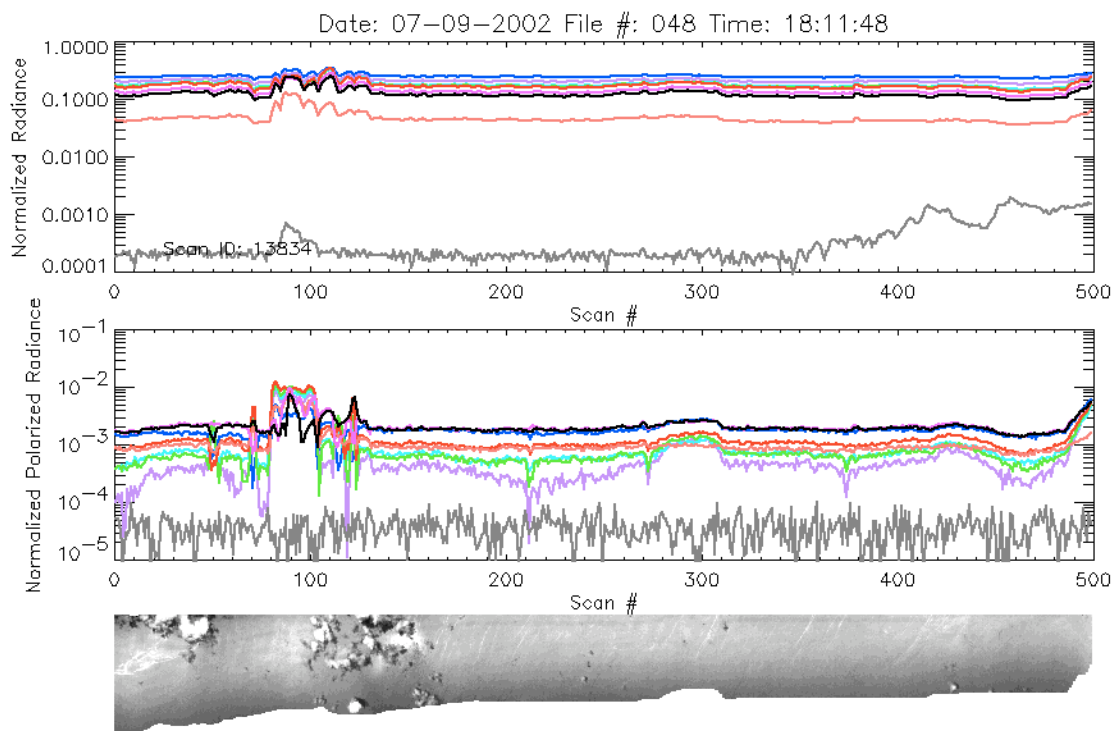 Date: 07-09-2002 File #: 048 Time: 18:11:48
Normalized Radiance
1.0000
0.1000
0.0100
0.0010
0.0001
Scan ID: 13834
0 100 200 300 400 500
Scan #
Normalized Polarized Radiance
10^-1
10^-2
10^-3
10^-4
10^-5
0 100 200 300 400 500
Scan #